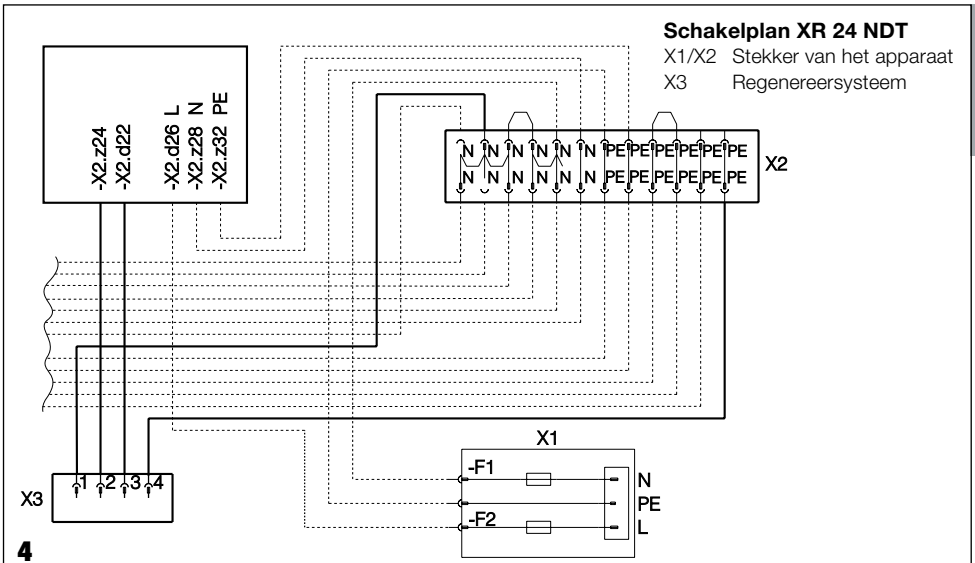 Schakelplan XR 24 NDT
X1/X2 Stekker van het apparaat
X3 Regenereersysteem
-X2.z24
-X2.d22
-X2.d26 L
-X2.z28 N
-X2.z32 PE
N N N N N N PE PE PE PE PE PE
N N N N N N PE PE PE PE PE PE
X2
X1
-F1
N
PE
-F2
L
X3
1 2 3 4
4